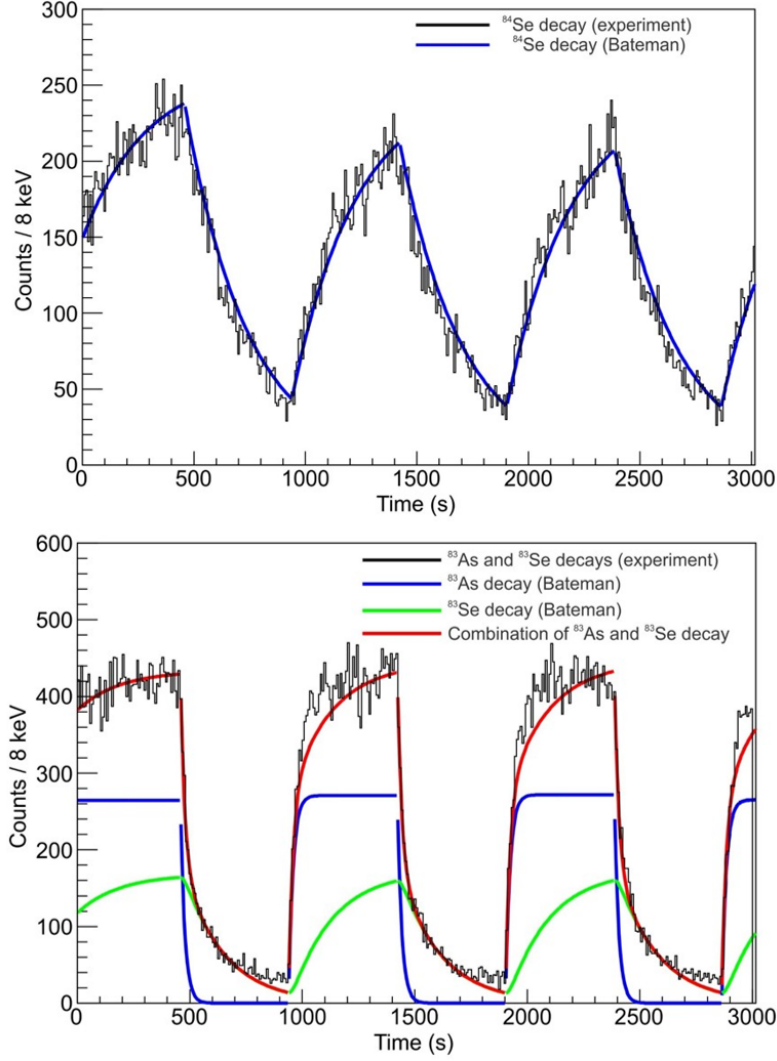 300
⁸⁴Se decay (experiment)
⁸⁴Se decay (Bateman)
250
200
150
100
50
0
Counts / 8 keV
0 500 1000 1500 2000 2500 3000
Time (s)
600
⁸³As and ⁸³Se decays (experiment)
⁸³As decay (Bateman)
⁸³Se decay (Bateman)
Combination of ⁸³As and ⁸³Se decay
500
400
300
200
100
0
Counts / 8 keV
0 500 1000 1500 2000 2500 3000
Time (s)